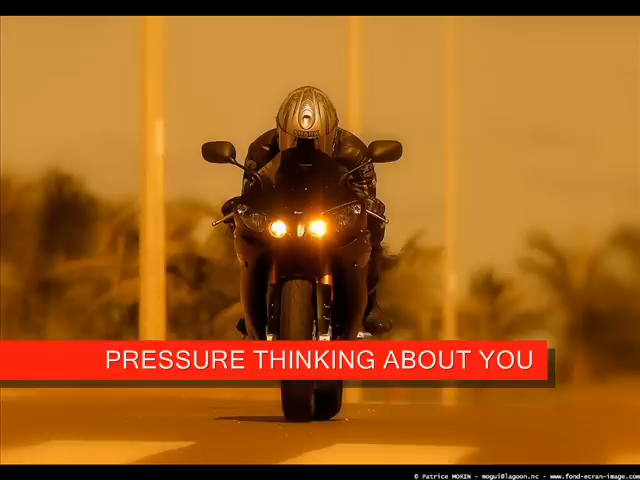 PRESSURE THINKING ABOUT YOU
© Patrice MORIN - mogui@lagoon.nc - www.fond-ecran-image.com